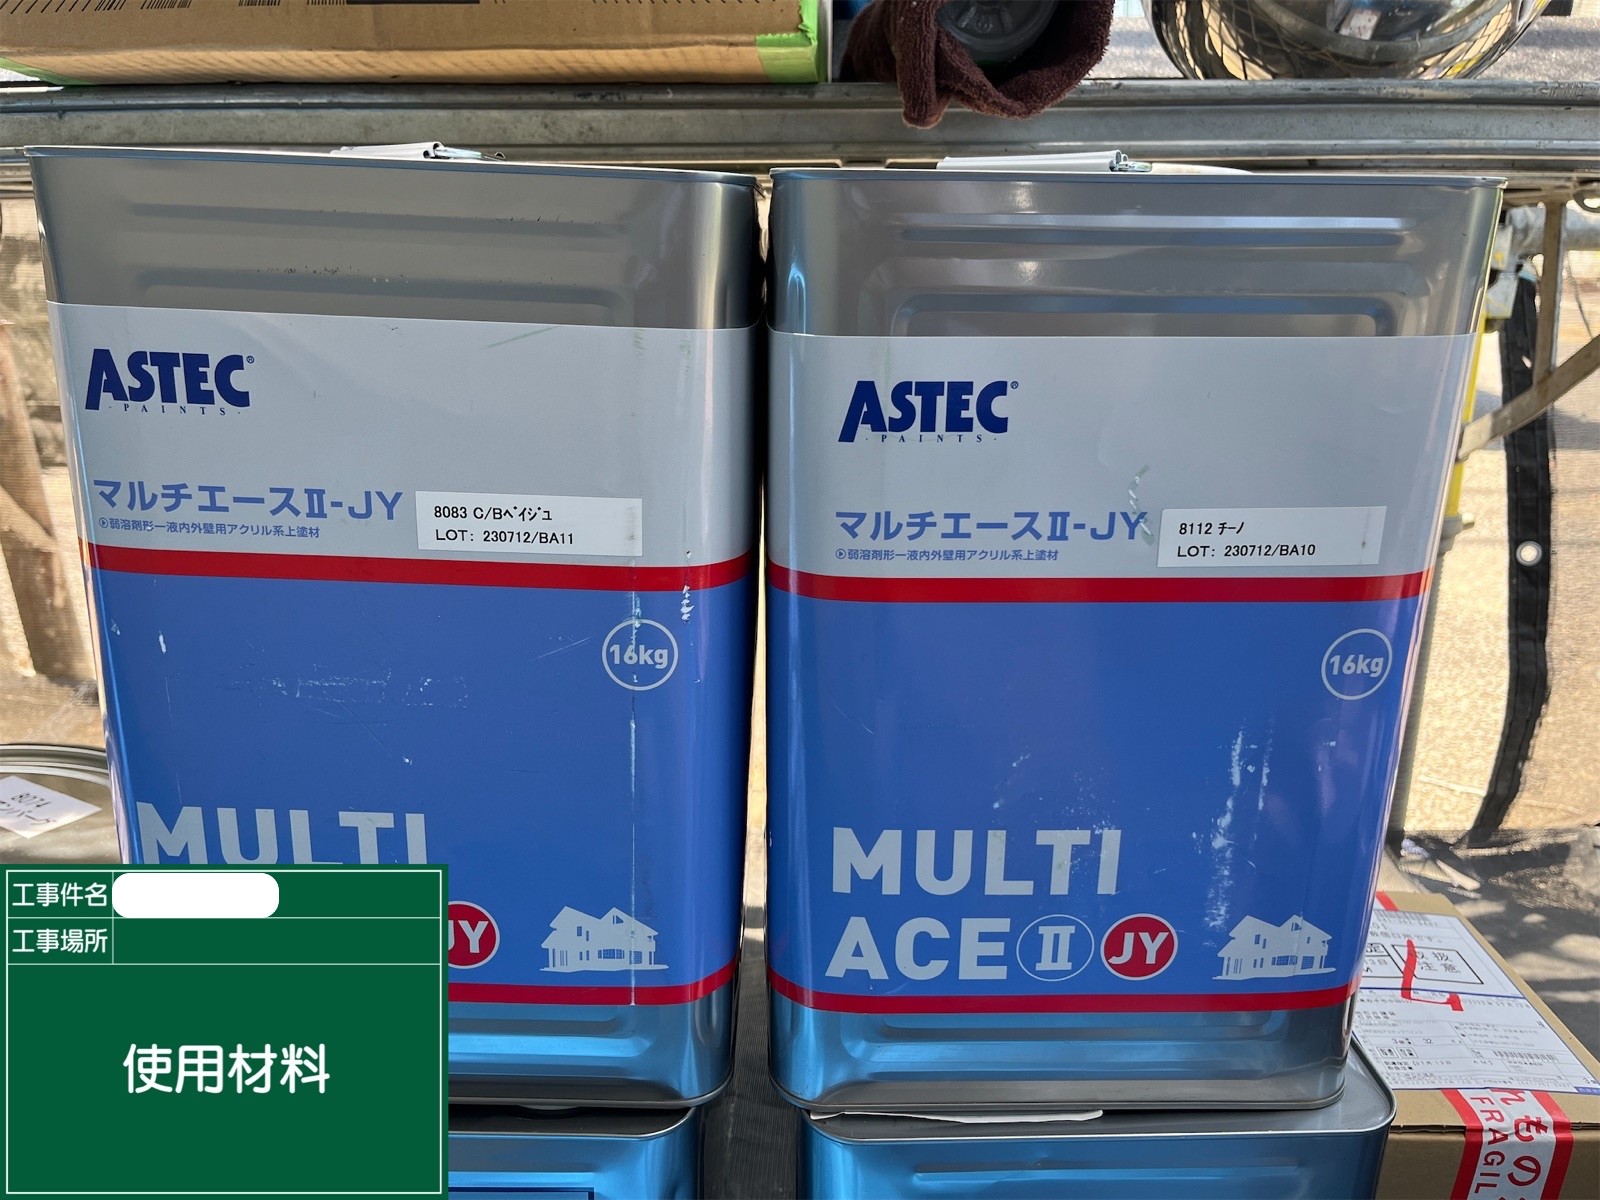 ASTEC®
·PAINTS·
マルチエースⅡ-JY
弱溶剤形一液内外壁用アクリル系上塗材
8083 C/Bベイジュ
LOT: 230712/BA11
16kg
MULTI
JY
ASTEC®
·PAINTS·
マルチエースⅡ-JY
弱溶剤形一液内外壁用アクリル系上塗材
8112 チーノ
LOT: 230712/BA10
16kg
MULTI
ACE Ⅱ JY
8074
工事件名
工事場所
使用材料
取扱
注意
FRAGIL